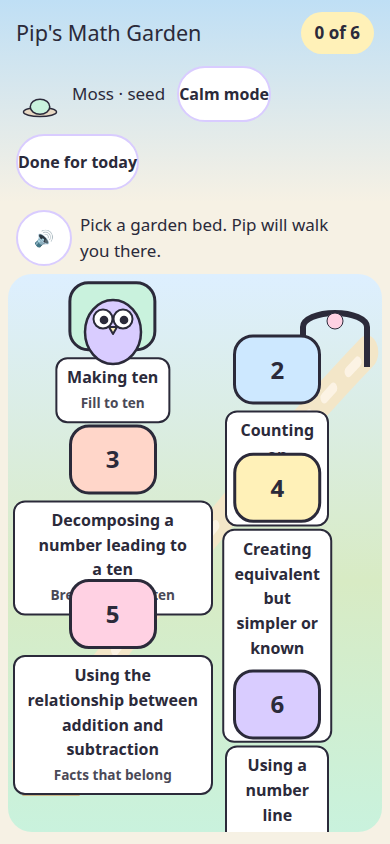 Pip's Math Garden
0 of 6
Moss · seed
Calm mode
Done for today
Pick a garden bed. Pip will walk
you there.
Making ten
Fill to ten
2
Counting
3
4
Decomposing a
number leading to
a ten
ten
Creating
equivalent
but
simpler or
known
5
Using the
relationship between
addition and
subtraction
Facts that belong
6
Using a
number
line